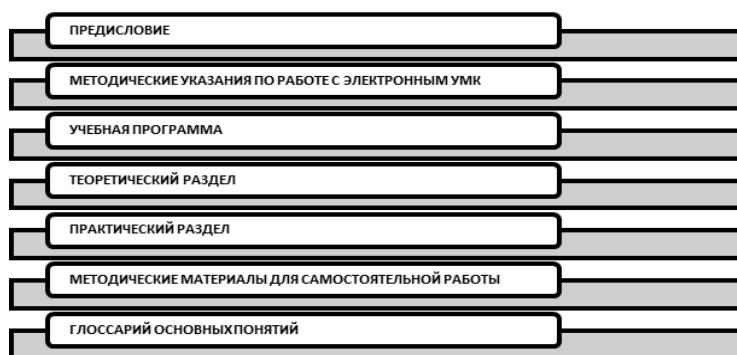 ПРЕДИСЛОВИЕ
МЕТОДИЧЕСКИЕ УКАЗАНИЯ ПО РАБОТЕ С ЭЛЕКТРОННЫМ УМК
УЧЕБНАЯ ПРОГРАММА
ТЕОРЕТИЧЕСКИЙ РАЗДЕЛ
ПРАКТИЧЕСКИЙ РАЗДЕЛ
МЕТОДИЧЕСКИЕ МАТЕРИАЛЫ ДЛЯ САМОСТОЯТЕЛЬНОЙ РАБОТЫ
ГЛОССАРИЙ ОСНОВНЫХ ПОНЯТИЙ